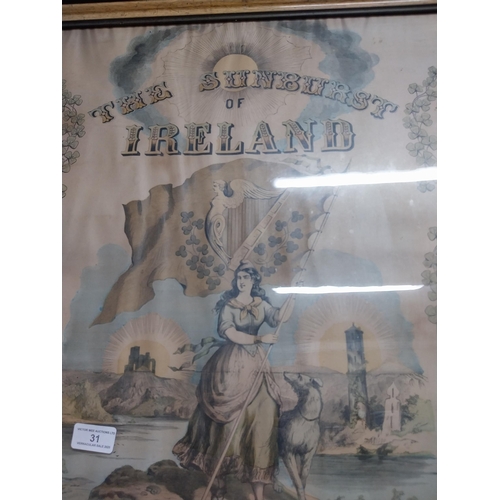 THE SUNBURST
OF
IRELAND
31